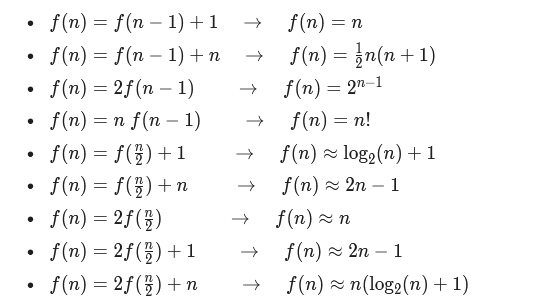 • f(n) = f(n − 1) + 1 → f(n) = n
• f(n) = f(n − 1) + n → f(n) = ½n(n + 1)
• f(n) = 2f(n − 1) → f(n) = 2ⁿ⁻¹
• f(n) = n f(n − 1) → f(n) = n!
• f(n) = f(n/2) + 1 → f(n) ≈ log₂(n) + 1
• f(n) = f(n/2) + n → f(n) ≈ 2n − 1
• f(n) = 2f(n/2) → f(n) ≈ n
• f(n) = 2f(n/2) + 1 → f(n) ≈ 2n − 1
• f(n) = 2f(n/2) + n → f(n) ≈ n(log₂(n) + 1)